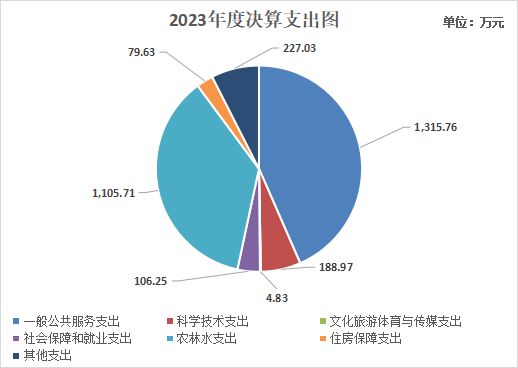 2023年度决算支出图
单位：万元
79.63
227.03
1,315.76
1,105.71
106.25
4.83
188.97
一般公共服务支出
科学技术支出
文化旅游体育与传媒支出
社会保障和就业支出
农林水支出
住房保障支出
其他支出